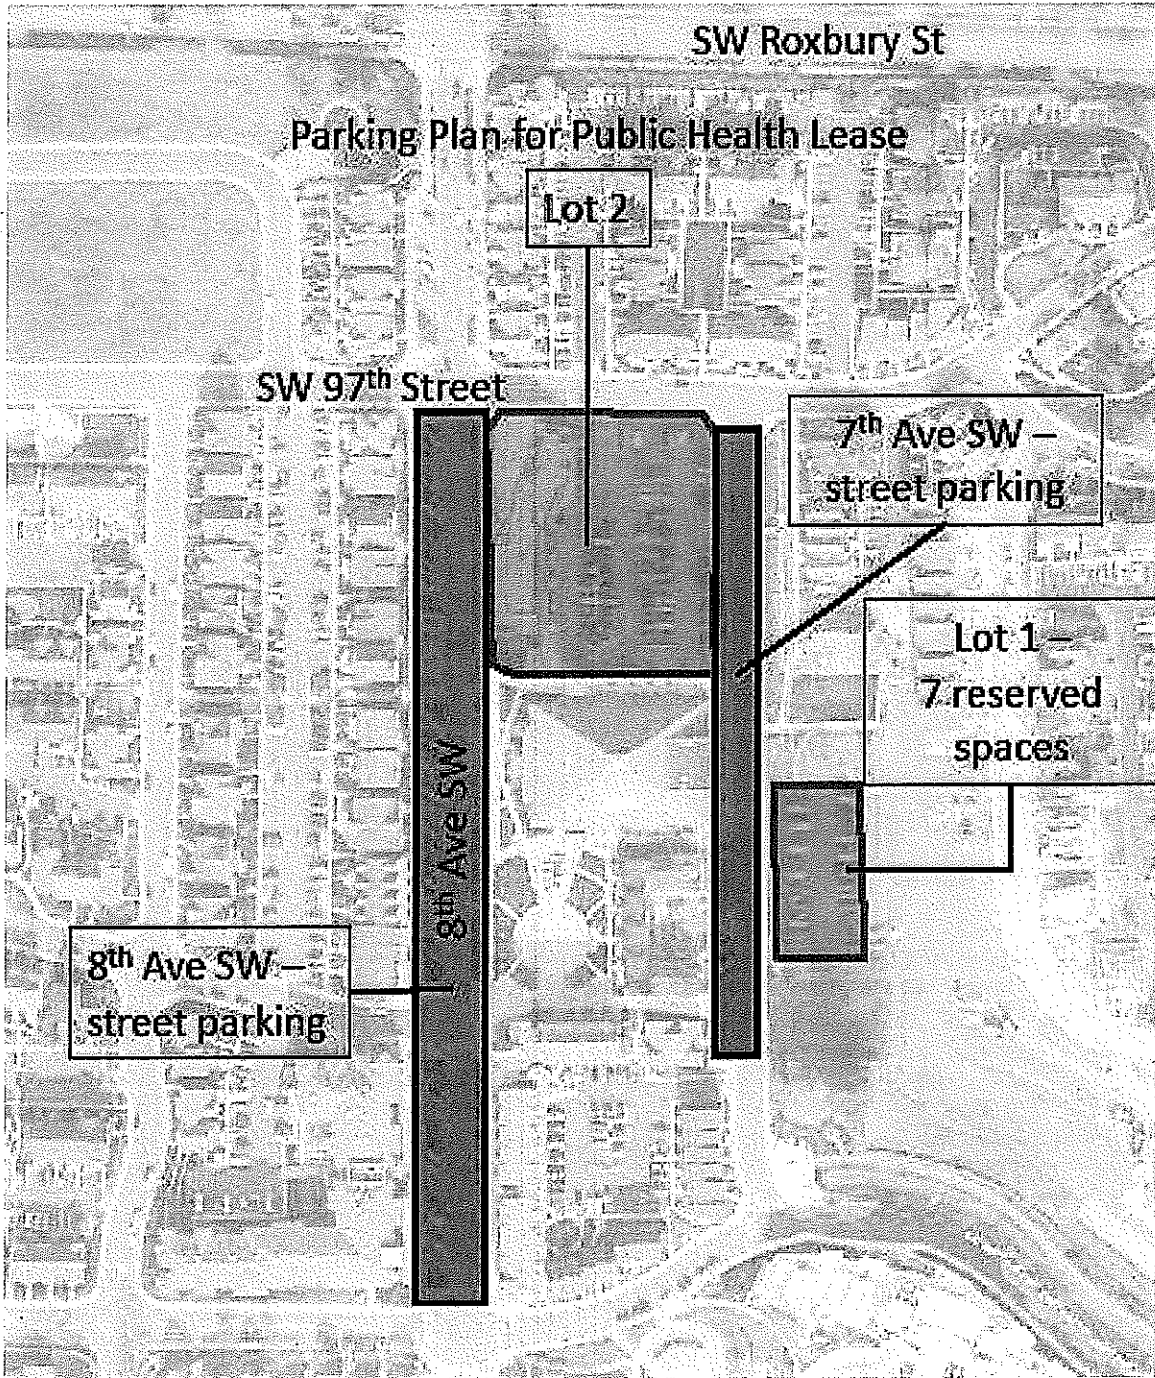 SW Roxbury St
Parking Plan for Public Health Lease
Lot 2
SW 97th Street
7th Ave SW –
street parking
Lot 1 –
7 reserved
spaces
8th Ave SW
8th Ave SW –
street parking